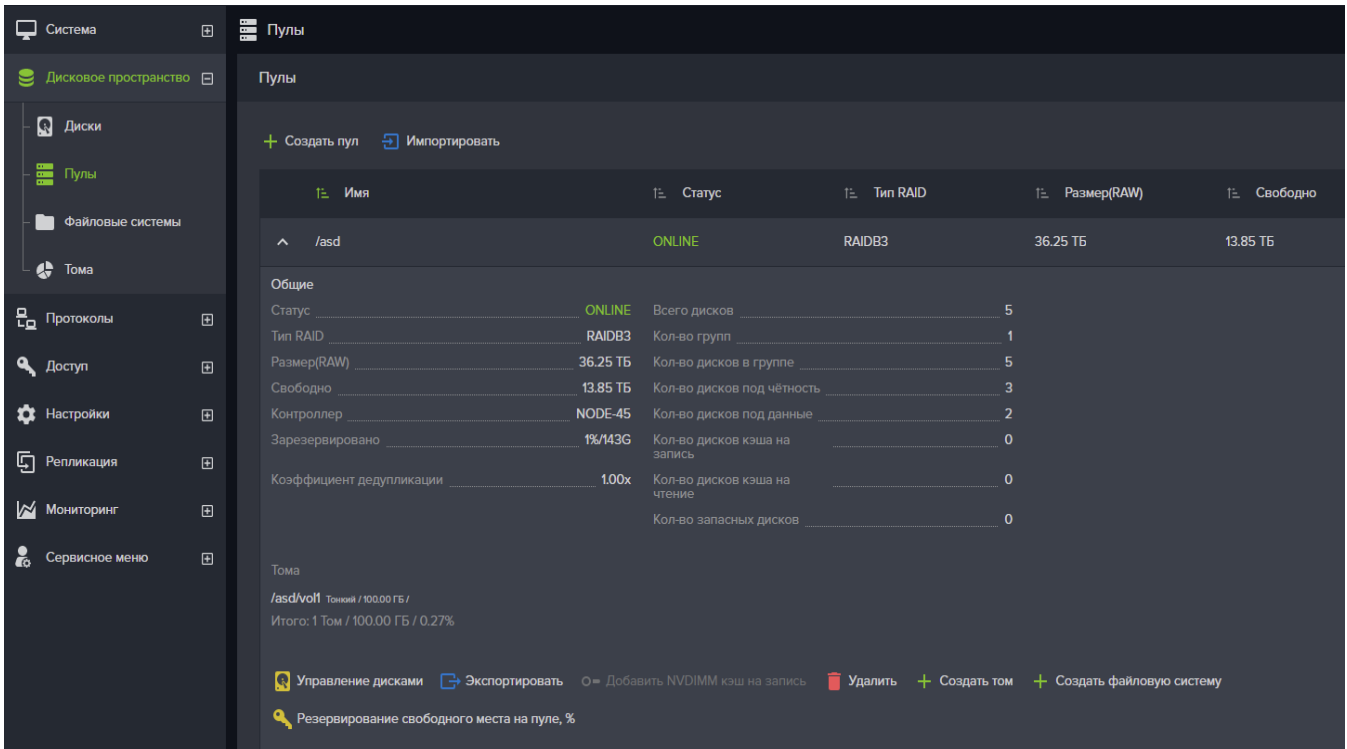 Система
Дисковое пространство
Диски
Пулы
Файловые системы
Тома
Протоколы
Доступ
Настройки
Репликация
Мониторинг
Сервисное меню
Пулы
Пулы
Создать пул Импортировать
Имя Статус Тип RAID Размер(RAW) Свободно
/asd ONLINE RAIDB3 36.25 ТБ 13.85 ТБ
Общие
Статус ONLINE Всего дисков 5
Тип RAID RAIDB3 Кол-во групп 1
Размер(RAW) 36.25 ТБ Кол-во дисков в группе 5
Свободно 13.85 ТБ Кол-во дисков под чётность 3
Контроллер NODE-45 Кол-во дисков под данные 2
Зарезервировано 1%/143G Кол-во дисков кэша на 0
запись
Коэффициент дедупликации 1.00x Кол-во дисков кэша на 0
чтение
Кол-во запасных дисков 0
Тома
/asd/vol1 Тонкий / 100.00 ГБ /
Итого: 1 Том / 100.00 ГБ / 0.27%
Управление дисками Экспортировать Добавить NVDIMM кэш на запись Удалить Создать том Создать файловую систему
Резервирование свободного места на пуле, %